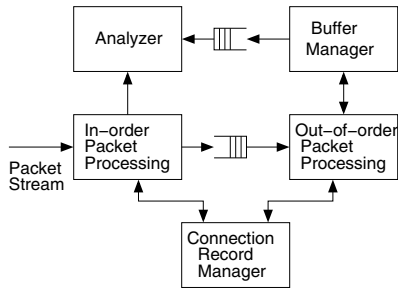 Analyzer
Buffer
Manager
In–order
Packet
Processing
Out–of–order
Packet
Processing
Packet
Stream
Connection
Record
Manager